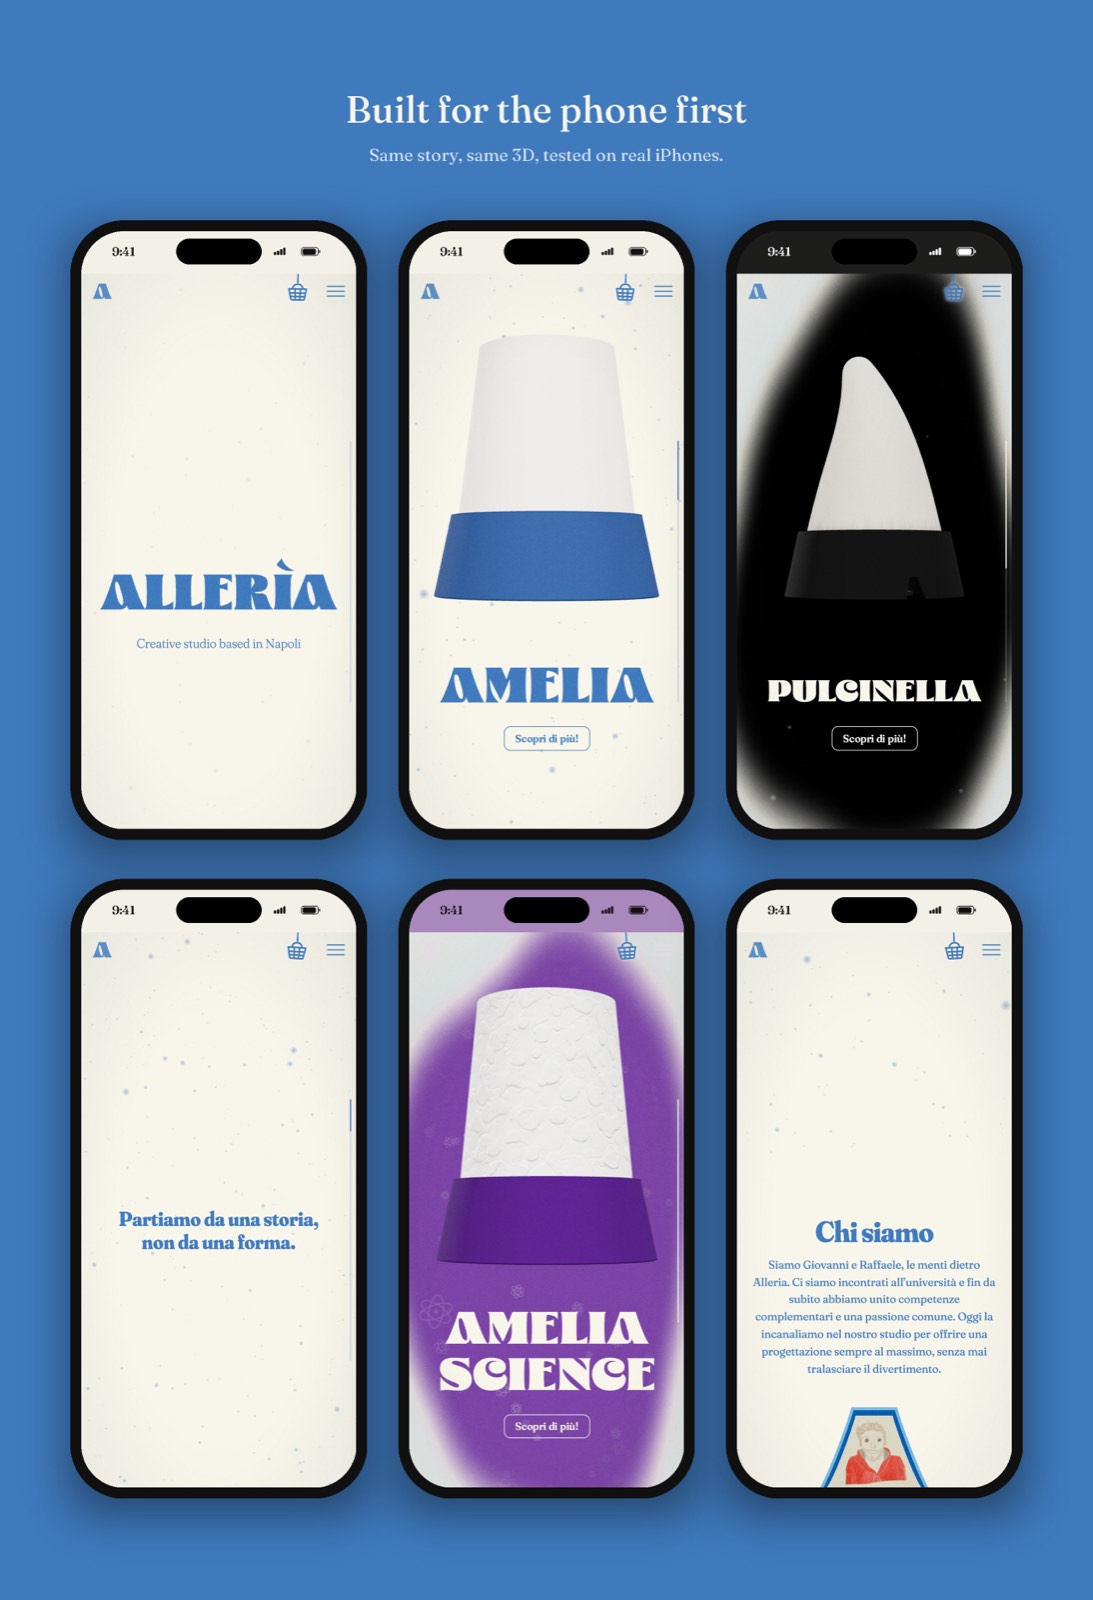 Built for the phone first
Same story, same 3D, tested on real iPhones.
9:41
ALLERÌA
Creative studio based in Napoli
9:41
AMELIA
Scopri di più!
9:41
PULCINELLA
Scopri di più!
9:41
Partiamo da una storia,
non da una forma.
9:41
AMELIA
SCIENCE
Scopri di più!
9:41
Chi siamo
Siamo Giovanni e Raffaele, le menti dietro
Alleria. Ci siamo incontrati all'università e fin da
subito abbiamo unito competenze
complementari e una passione comune. Oggi la
incanaliamo nel nostro studio per offrire una
progettazione sempre al massimo, senza mai
tralasciare il divertimento.